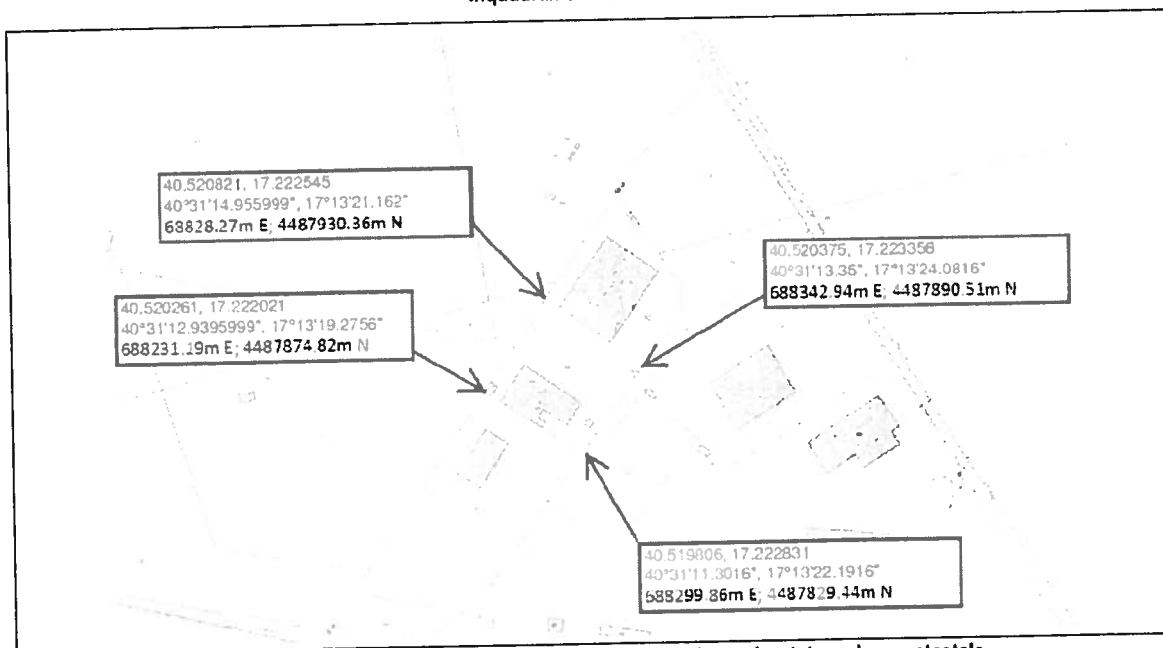 40.520821, 17.222545
40°31'14.955999", 17°13'21.162"
68828.27m E; 4487930.36m N
40.520375, 17.223356
40°31'13.35", 17°13'24.0816"
688342.94m E; 4487890.51m N
40.520261, 17.222021
40°31'12.9395999", 17°13'19.2756"
688231.19m E; 4487874.82m N
40.519806, 17.222831
40°31'11.3016", 17°13'22.1916"
688299.86m E; 4487829.44m N